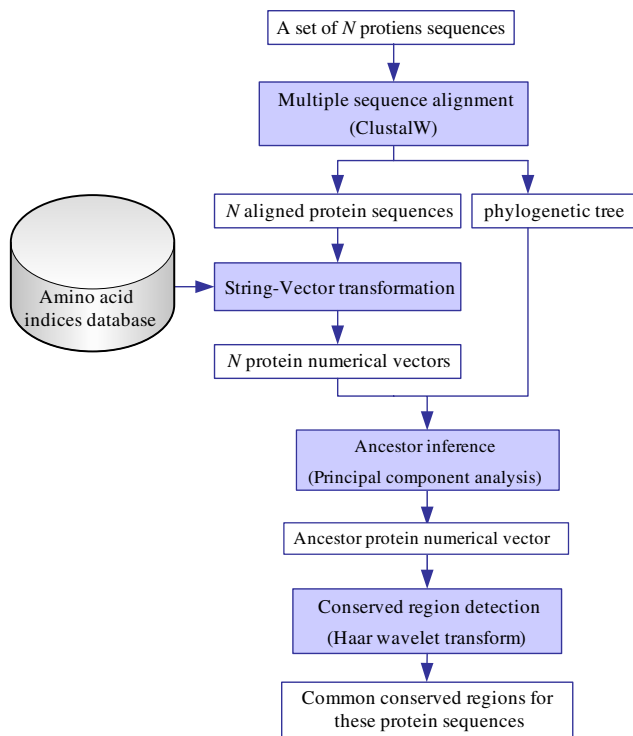 A set of N protiens sequences
Multiple sequence alignment
(ClustalW)
N aligned protein sequences
phylogenetic tree
Amino acid
indices database
String-Vector transformation
N protein numerical vectors
Ancestor inference
(Principal component analysis)
Ancestor protein numerical vector
Conserved region detection
(Haar wavelet transform)
Common conserved regions for
these protein sequences